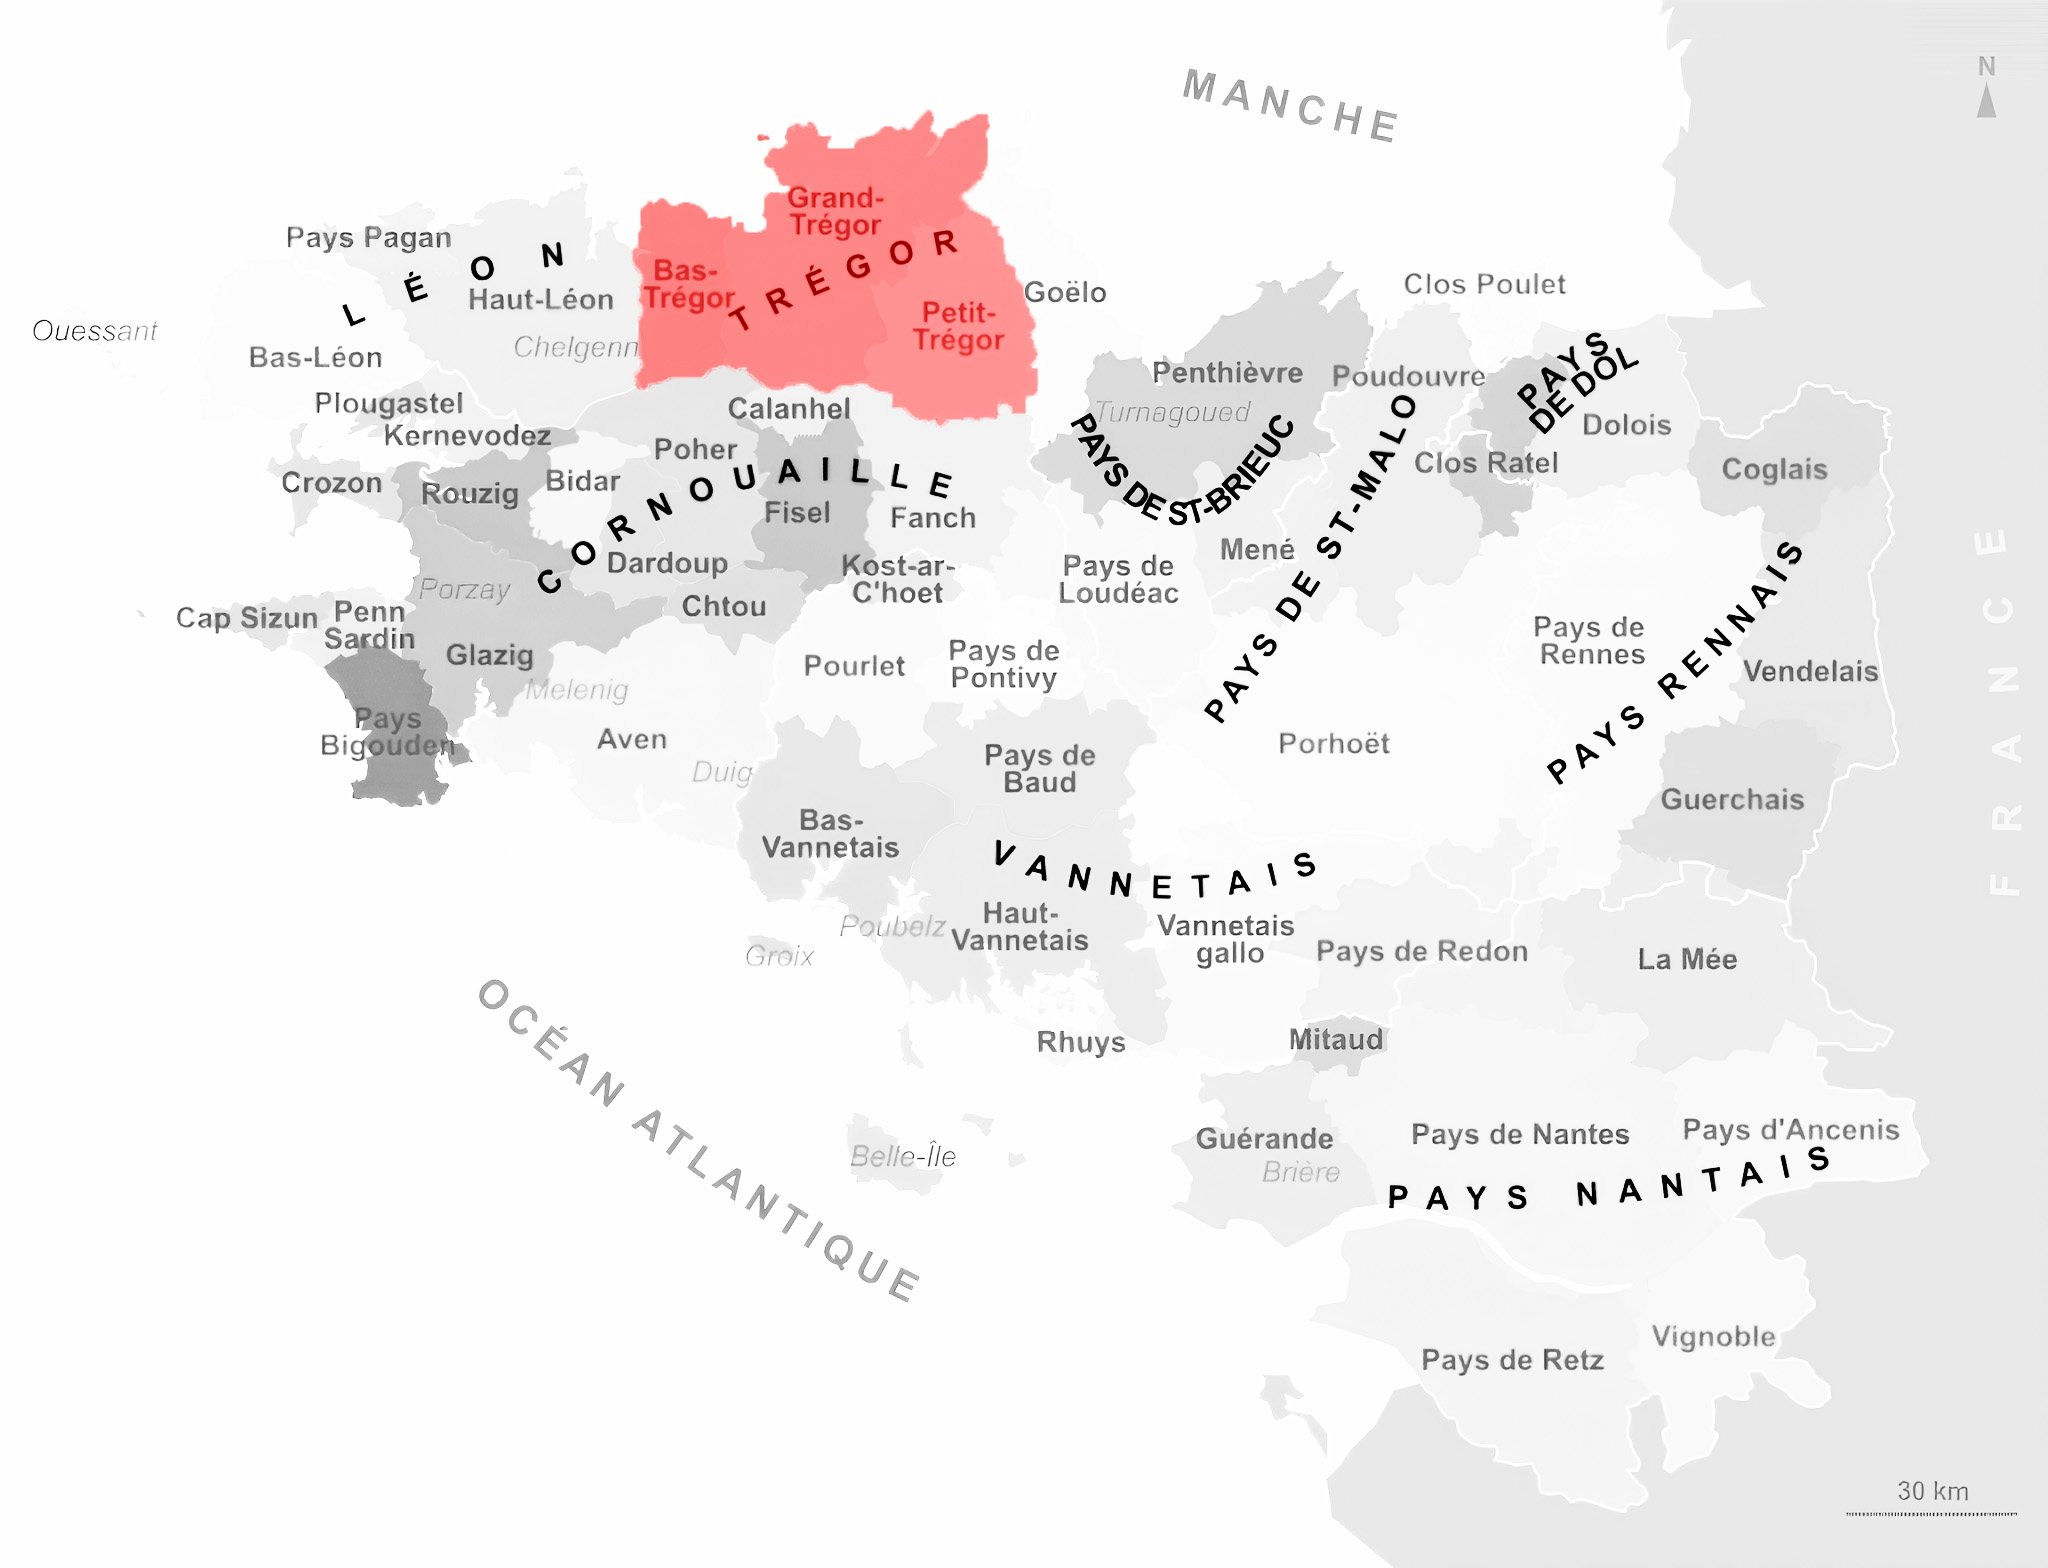 MANCHE
N
Grand-
Trégor
Pays Pagan
LÉON
TRÉGOR
Bas-
Trégor
Haut-Léon
Goëlo
Clos Poulet
Petit-
Trégor
Ouessant
Chelgenn
Bas-Léon
PAYS
DE DOL
Penthièvre
Poudouvre
Plougastel
Calanhel
Turnagoued
Dolois
Kernevodez
Poher
PAYS DE ST-BRIEUC
PAYS DE ST-MALO
Clos Ratel
Coglais
Crozon
Rouzig
Bidar
CORNOUAILLE
Fisel
Fanch
FRANCE
Mené
Dardoup
Kost-ar-
C'hoet
Pays de
Loudéac
Porzay
Chtou
Cap Sizun
Penn
Sardin
Pays de
Rennes
PAYS RENNAIS
Glazig
Pourlet
Pays de
Pontivy
Vendelais
Melenig
Pays
Bigouden
Aven
Porhoët
Duig
Pays de
Baud
Guerchais
Bas-
Vannetais
VANNETAIS
Poubelz
Haut-
Vannetais
Vannetais
gallo
Groix
Pays de Redon
La Mée
OCÉAN ATLANTIQUE
Rhuys
Mitaud
Belle-Île
Guérande
Brière
Pays de Nantes
Pays d'Ancenis
PAYS NANTAIS
Pays de Retz
Vignoble
30 km